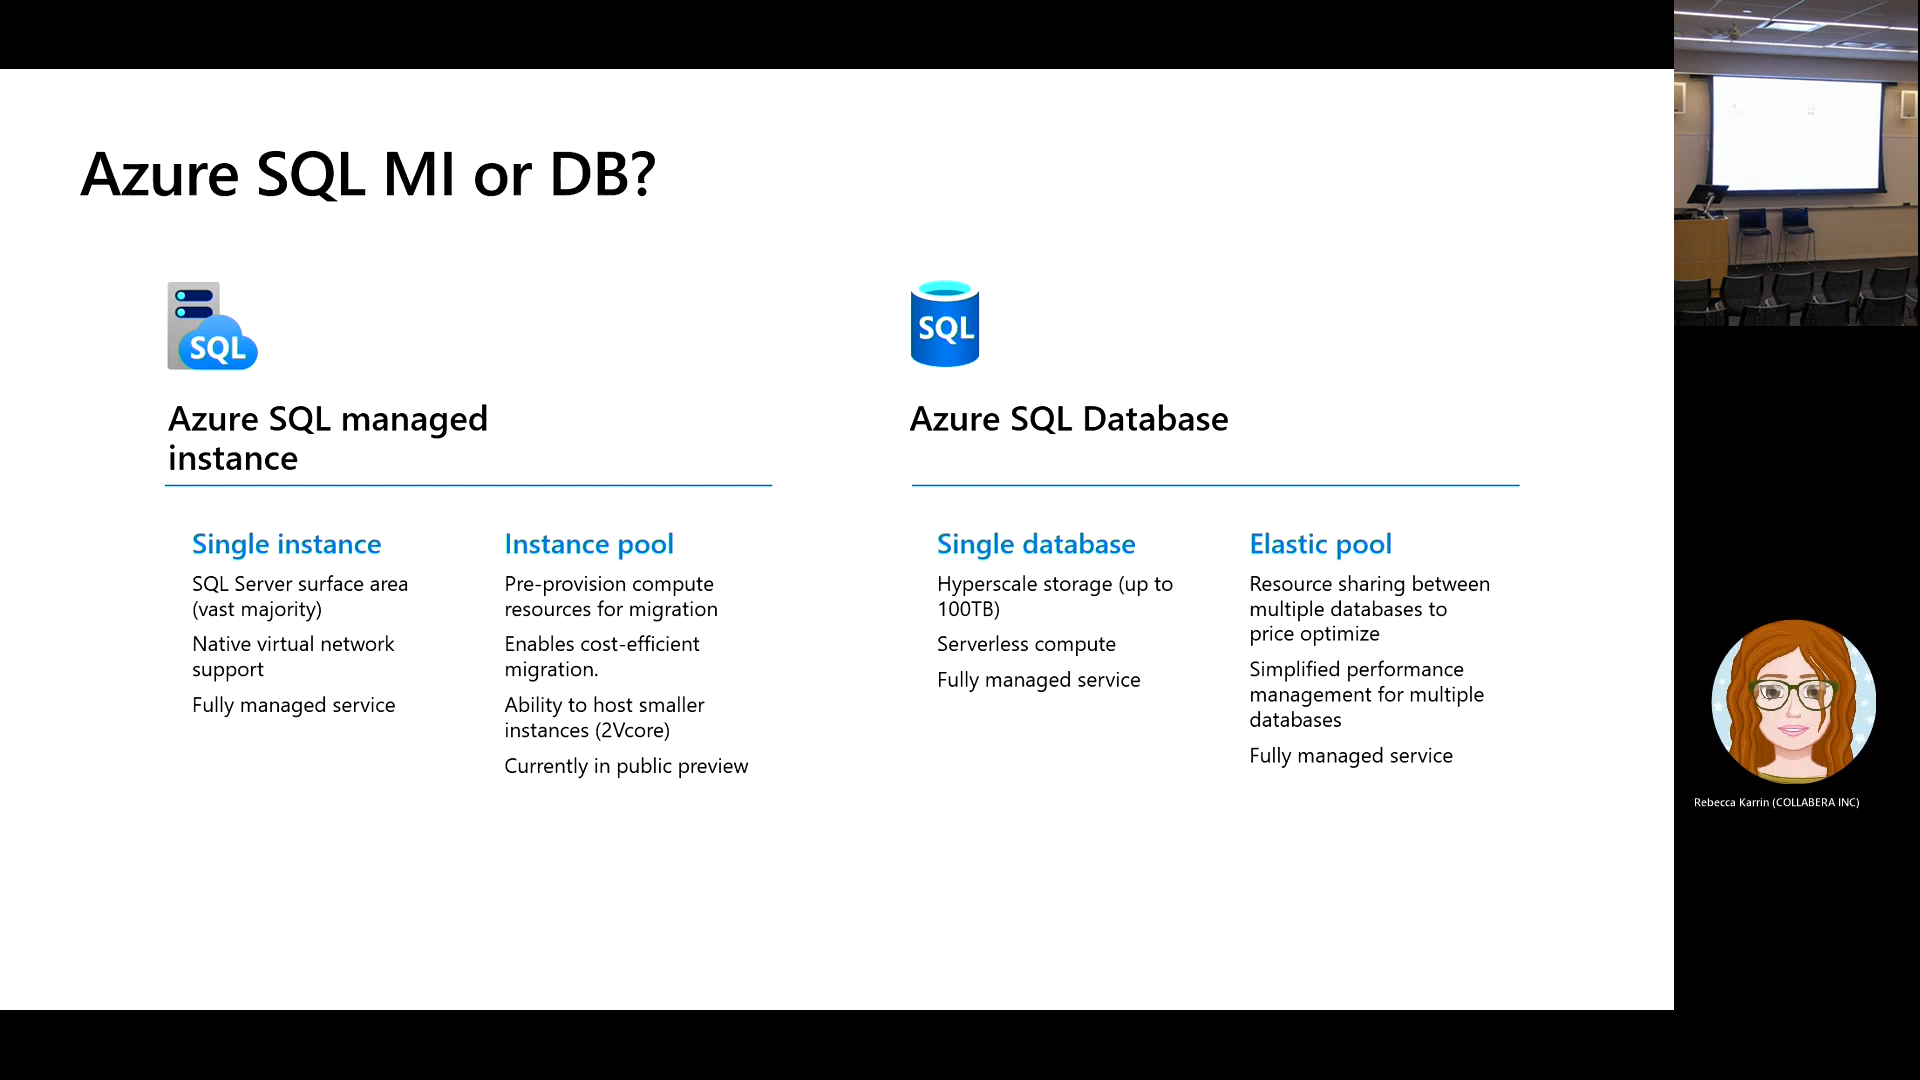 Azure SQL MI or DB?
SQL
SQL
Azure SQL managed
instance
Azure SQL Database
Single instance
SQL Server surface area
(vast majority)
Native virtual network
support
Fully managed service
Instance pool
Pre-provision compute
resources for migration
Enables cost-efficient
migration.
Ability to host smaller
instances (2Vcore)
Currently in public preview
Single database
Hyperscale storage (up to
100TB)
Serverless compute
Fully managed service
Elastic pool
Resource sharing between
multiple databases to
price optimize
Simplified performance
management for multiple
databases
Fully managed service
Rebecca Karrin (COLLABERA INC)